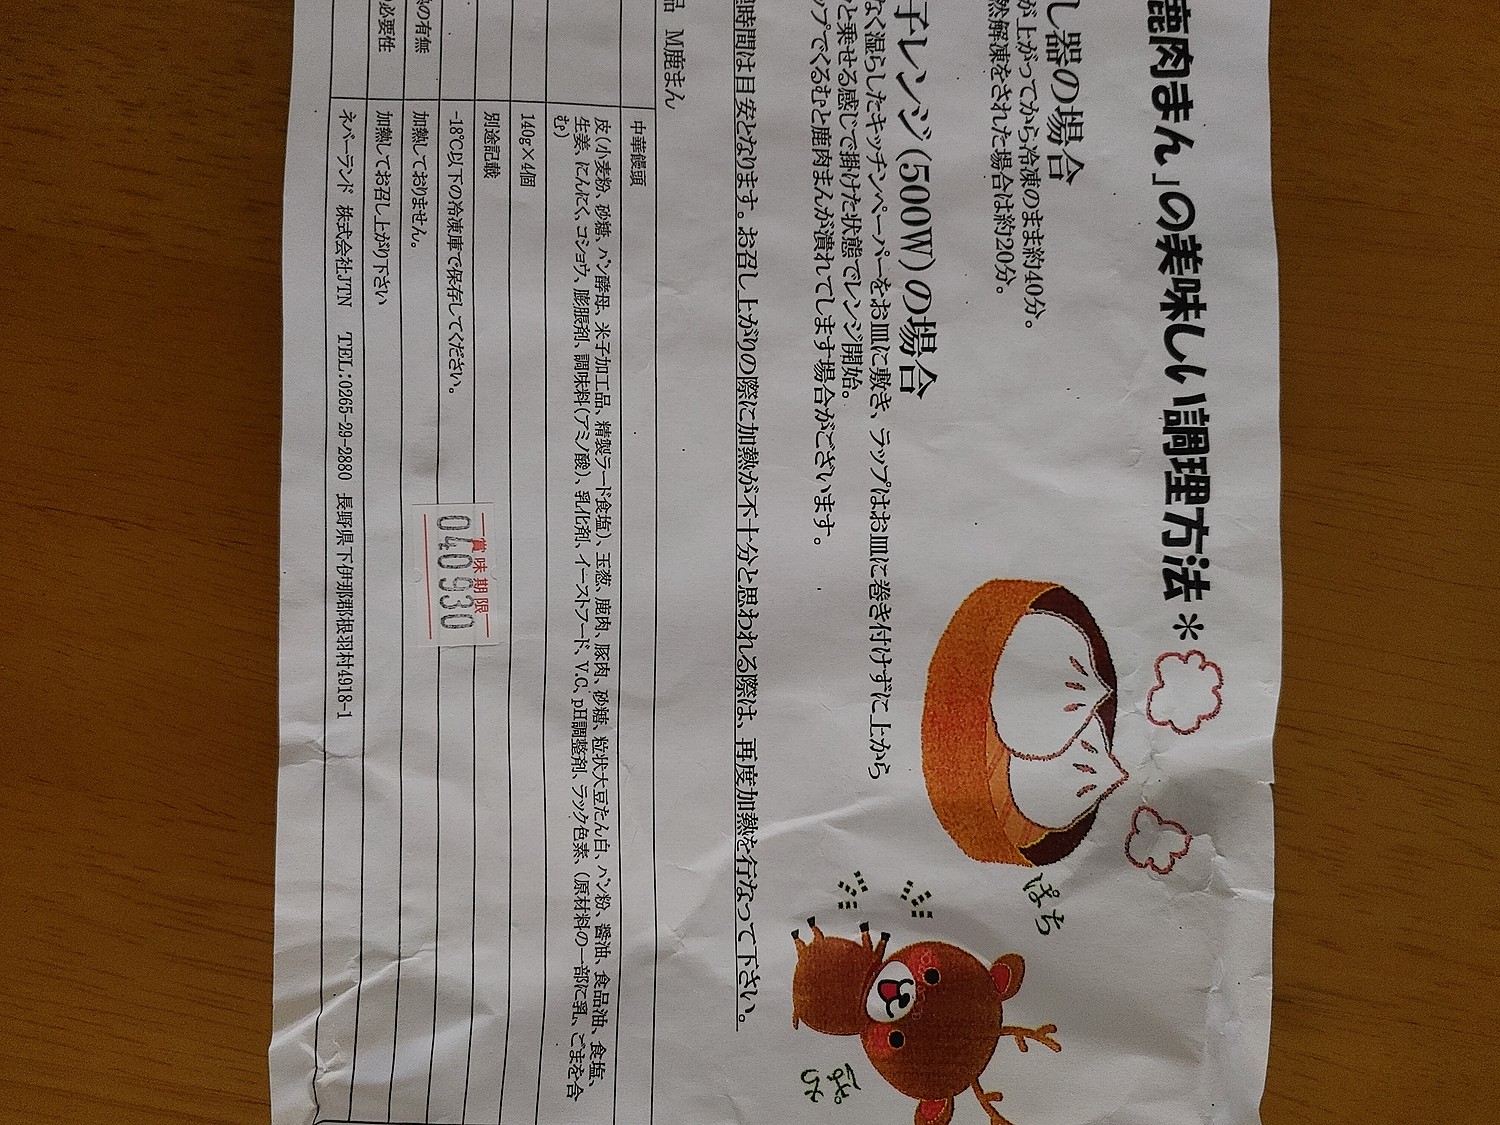 鹿肉まん」の美味しい調理方法＊
し器の場合
が上がってから冷凍のまま約40分。
然解凍をされた場合は約20分。
子レンジ(500W)の場合
なく湿らしたキッチンペーパーをお皿に敷き、ラップはお皿に巻き付けずに上から
と乗せる感じで掛けた状態でレンジ開始。
ップでくるむと鹿肉まんが潰れてします場合がございます。
時間は目安となります。お召し上がりの際に加熱が不十分と思われる際は、再度加熱を行なって下さい。
品 M鹿まん
中華饅頭
皮(小麦粉、砂糖、パン酵母、米子加工品、精製ラード食塩)、玉葱、鹿肉、豚肉、砂糖、粒状大豆たん白、パン粉、醤油、食品油、食塩、
生姜、にんにく、コショウ、膨脹剤、調味料(アミノ酸)、乳化剤、イーストフード、V.C、pH調整剤、ラック色素、(原材料の一部に乳、ごまを含
む)
140g×4個
別途記載
賞味期限
040930
-18℃以下の冷凍庫で保存してください。
熱の有無 加熱しておりません。
必要性 加熱してお召し上がり下さい
ネバーランド 株式会社JTN TEL:0265-29-2880 長野県下伊那郡根羽村4918-1
ぽち
ぽち